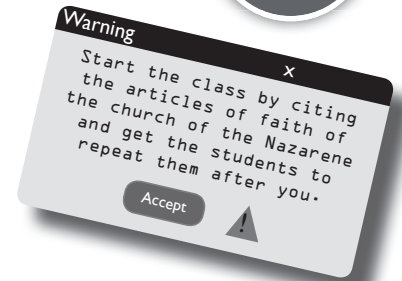 Warning
x
Start the class by citing
the articles of faith of
the church of the Nazarene
and get the students to
repeat them after you.
Accept
!